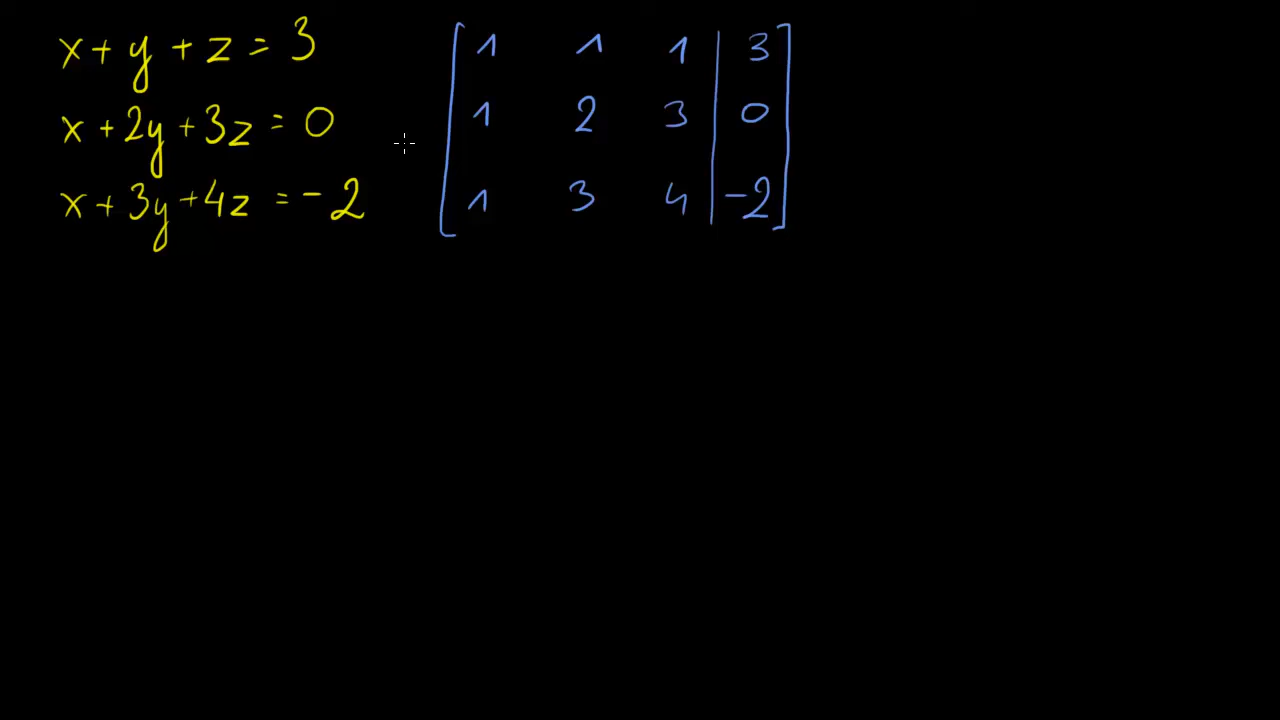 x + y + z = 3
x + 2y + 3z = 0
x + 3y + 4z = -2
1 1 1 | 3
1 2 3 | 0
1 3 4 | -2